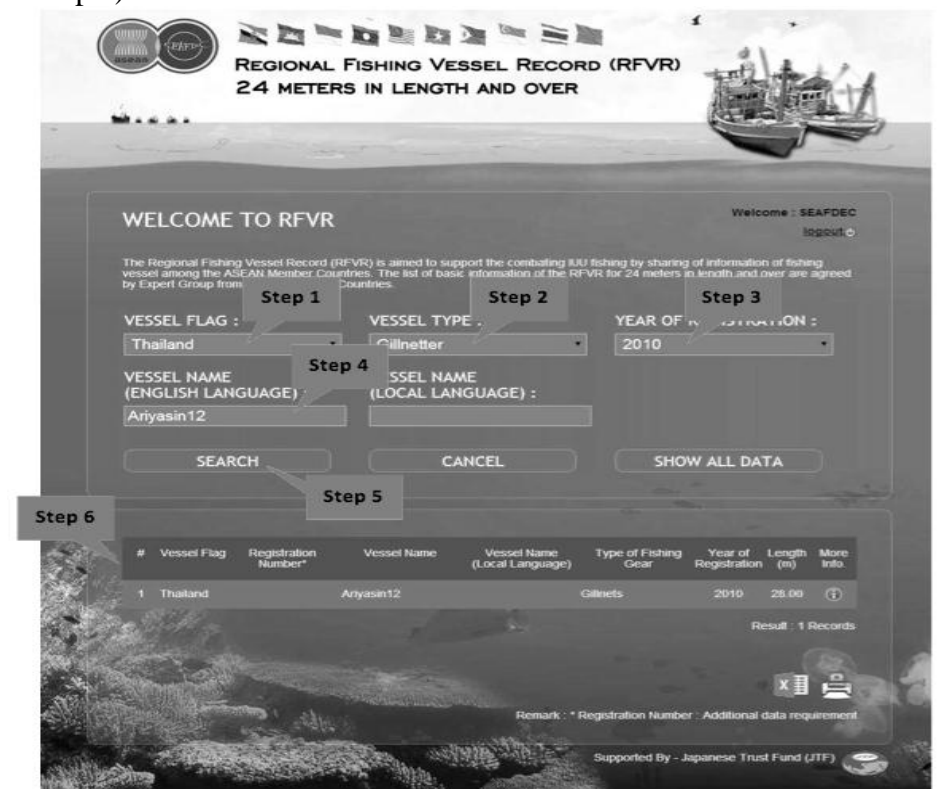 asean
REGIONAL FISHING VESSEL RECORD (RFVR)
24 METERS IN LENGTH AND OVER
WELCOME TO RFVR
Welcome : SEAFDEC
logout
The Regional Fishing Vessel Record (RFVR) is aimed to support the combating IUU fishing by sharing of information of fishing
vessel among the ASEAN Member Countries. The list of basic information of the RFVR for 24 meters in length and over are agreed
by Expert Group from Countries.
Step 1 Step 2 Step 3
VESSEL FLAG : VESSEL TYPE : YEAR OF REGISTRATION :
Thailand Gillnetter 2010
Step 4
VESSEL NAME VESSEL NAME
(ENGLISH LANGUAGE) : (LOCAL LANGUAGE) :
Ariyasin12
SEARCH CANCEL SHOW ALL DATA
Step 5
Step 6
# Vessel Flag Registration Number* Vessel Name Vessel Name (Local Language) Type of Fishing Gear Year of Registration Length (m) More Info.
1 Thailand Ariyasin12 Gillnets 2010 28.00
Result : 1 Records
Remark : * Registration Number : Additional data requirement
Supported By - Japanese Trust Fund (JTF)